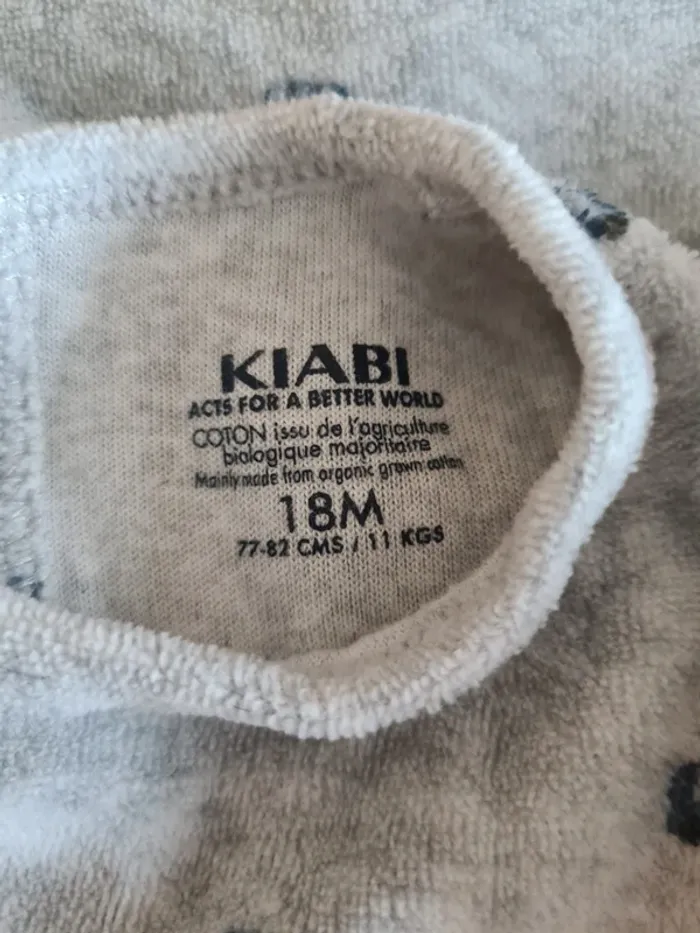 KIABI
ACTS FOR A BETTER WORLD
COTON issu de l'agriculture
biologique majoritaire
Mainly made from organic grown cotton
18M
77-82 CMS / 11 KGS